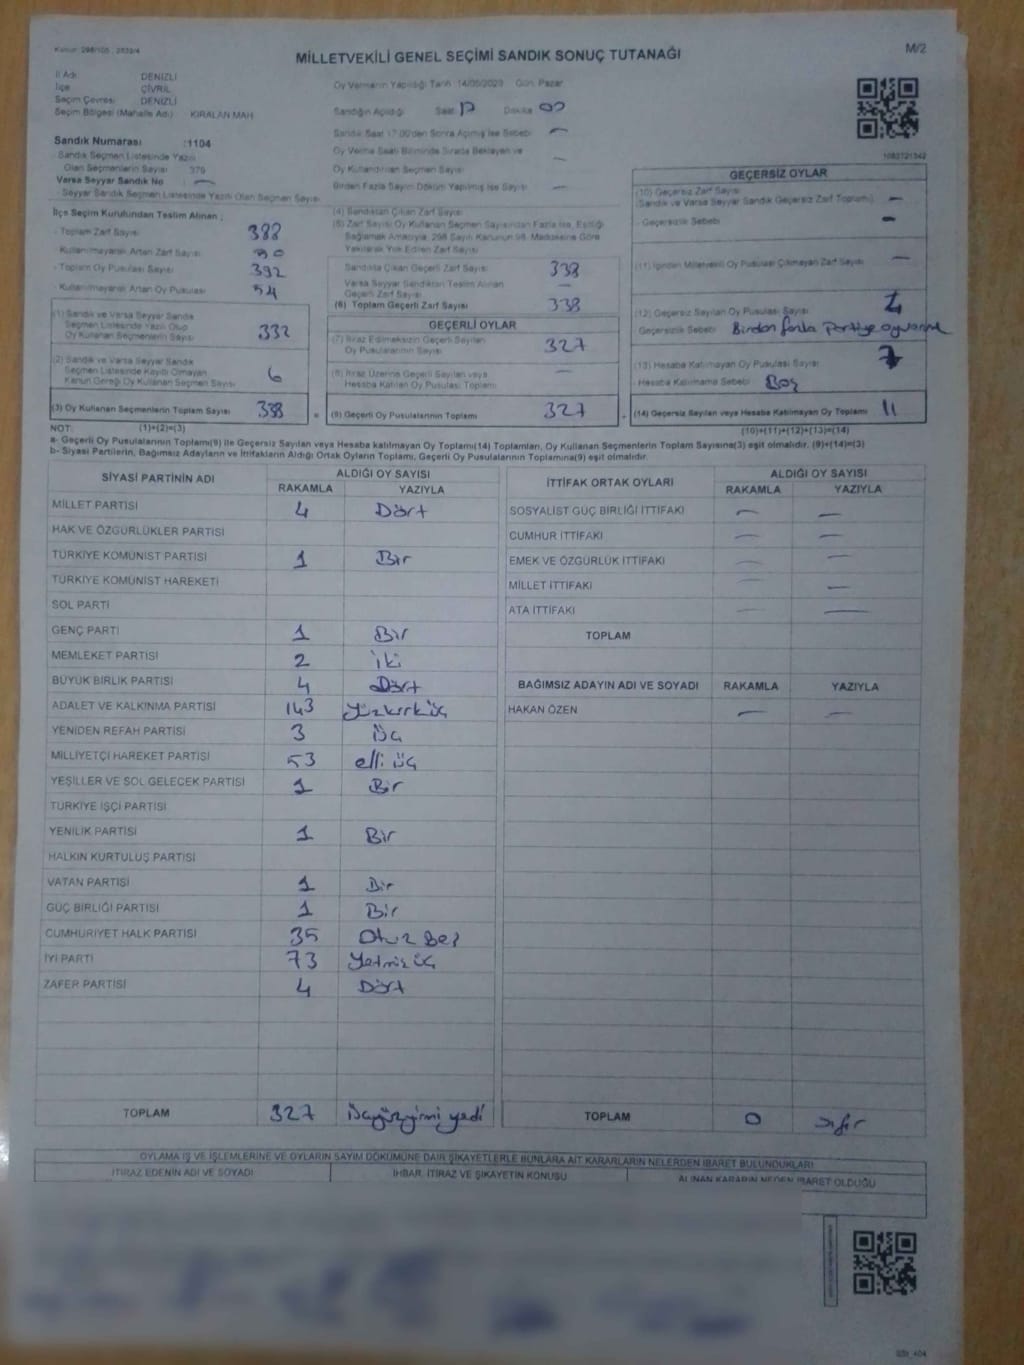 MİLLETVEKİLİ GENEL SEÇİMİ SANDIK SONUÇ TUTANAĞI
M/2
İl Adı : DENİZLİ
İlçe : ÇİVRİL
Seçim Çevresi : DENİZLİ
Seçim Bölgesi (Mahalle Adı) : KIRALAN MAH
Oy Vermenin Yapıldığı Tarih :14/05/2023 Gün: Pazar
Sandığın Açıldığı Saat: 17 Dakika: 00
Sandık Saat 17.00'den Sonra Açılmış İse Sebebi : —
Oy Verme Saati Bitiminde Sırada Bekleyen ve
Oy Kullandırılan Seçmen Sayısı : —
Birden Fazla Sayım Döküm Yapılmış İse Sayısı : —
Sandık Numarası :1104
- Sandık Seçmen Listesinde Yazılı
Olan Seçmenlerin Sayısı : 379
Varsa Seyyar Sandık No : —
- Seyyar Sandık Seçmen Listesinde Yazılı Olan Seçmen Sayısı:
İlçe Seçim Kurulundan Teslim Alınan ;
- Toplam Zarf Sayısı : 388
- Kullanılmayarak Artan Zarf Sayısı :
- Toplam Oy Pusulası Sayısı : 392
- Kullanılmayarak Artan Oy Pusulası : 54
(1) Sandık ve Varsa Seyyar Sandık
Seçmen Listesinde Yazılı Olup
Oy Kullanan Seçmenlerin Sayısı : 332
(2) Sandık ve Varsa Seyyar Sandık
Seçmen Listesinde Kayıtlı Olmayan
Kanun Gereği Oy Kullanan Seçmen Sayısı : 6
(3) Oy Kullanan Seçmenlerin Toplam Sayısı : 338
(4) Sandıktan Çıkan Zarf Sayısı :
(5) Zarf Sayısı Oy Kullanan Seçmen Sayısından Fazla İse, Eşitliği
Sağlamak Amacıyla, 298 Sayılı Kanunun 98. Maddesine Göre
Yakılarak Yok Edilen Zarf Sayısı :
Sandıkta Çıkan Geçerli Zarf Sayısı : 338
Varsa Seyyar Sandıktan Teslim Alınan
Geçerli Zarf Sayısı : —
(6) Toplam Geçerli Zarf Sayısı : 338
GEÇERLİ OYLAR
(7) İtiraz Edilmeksizin Geçerli Sayılan
Oy Pusulalarının Sayısı : 327
(8) İtiraz Üzerine Geçerli Sayılan veya
Hesaba Katılan Oy Pusulası Toplamı : —
(9) Geçerli Oy Pusulalarının Toplamı : 327
GEÇERSİZ OYLAR
(10) Geçersiz Zarf Sayısı
(Sandık ve Varsa Seyyar Sandık Geçersiz Zarf Toplamı) : —
- Geçersizlik Sebebi : —
(11) İçinden Milletvekili Oy Pusulası Çıkmayan Zarf Sayısı : —
(12) Geçersiz Sayılan Oy Pusulası Sayısı : 4
- Geçersizlik Sebebi : Birden fazla Partiye oy verme
(13) Hesaba Katılmayan Oy Pusulası Sayısı : 7
- Hesaba Katılmama Sebebi : Boş
(14) Geçersiz Sayılan veya Hesaba Katılmayan Oy Toplamı : 11
NOT: (1)+(2)=(3)
(10)+(11)+(12)+(13)=(14)
a- Geçerli Oy Pusulalarının Toplamı(9) ile Geçersiz Sayılan veya Hesaba katılmayan Oy Toplamı(14) Toplamları, Oy Kullanan Seçmenlerin Toplam Sayısına(3) eşit olmalıdır. (9)+(14)=(3)
b- Siyasi Partilerin, Bağımsız Adayların ve İttifakların Aldığı Ortak Oyların Toplamı, Geçerli Oy Pusulalarının Toplamına(9) eşit olmalıdır.
SİYASİ PARTİNİN ADI ALDIĞI OY SAYISI
RAKAMLA YAZIYLA
MİLLET PARTİSİ 4 Dört
HAK VE ÖZGÜRLÜKLER PARTİSİ
TÜRKİYE KOMÜNİST PARTİSİ 1 Bir
TÜRKİYE KOMÜNİST HAREKETİ
SOL PARTİ
GENÇ PARTİ 1 Bir
MEMLEKET PARTİSİ 2 iki
BÜYÜK BİRLİK PARTİSİ 4 Dört
ADALET VE KALKINMA PARTİSİ 143 yüzkırküç
YENİDEN REFAH PARTİSİ 3 üç
MİLLİYETÇİ HAREKET PARTİSİ 53 elli üç
YEŞİLLER VE SOL GELECEK PARTİSİ 1 Bir
TÜRKİYE İŞÇİ PARTİSİ
YENİLİK PARTİSİ 1 Bir
HALKIN KURTULUŞ PARTİSİ
VATAN PARTİSİ 1 Bir
GÜÇ BİRLİĞİ PARTİSİ 1 Bir
CUMHURİYET HALK PARTİSİ 35 Otuz Beş
İYİ PARTİ 73 Yetmiş üç
ZAFER PARTİSİ 4 Dört
TOPLAM 327 üçyüzyirmi yedi
İTTİFAK ORTAK OYLARI ALDIĞI OY SAYISI
RAKAMLA YAZIYLA
SOSYALİST GÜÇ BİRLİĞİ İTTİFAKI — —
CUMHUR İTTİFAKI — —
EMEK VE ÖZGÜRLÜK İTTİFAKI — —
MİLLET İTTİFAKI — —
ATA İTTİFAKI — —
TOPLAM
BAĞIMSIZ ADAYIN ADI VE SOYADI RAKAMLA YAZIYLA
HAKAN ÖZEN — —
TOPLAM 0 sıfır
OYLAMA İŞ VE İŞLEMLERİNE VE OYLARIN SAYIM DÖKÜMÜNE DAİR ŞİKAYETLERLE BUNLARA AİT KARARLARIN NELERDEN İBARET BULUNDUKLARI
İTİRAZ EDENİN ADI VE SOYADI İHBAR, İTİRAZ VE ŞİKAYETİN KONUSU ALINAN KARARIN NEDEN İBARET OLDUĞU